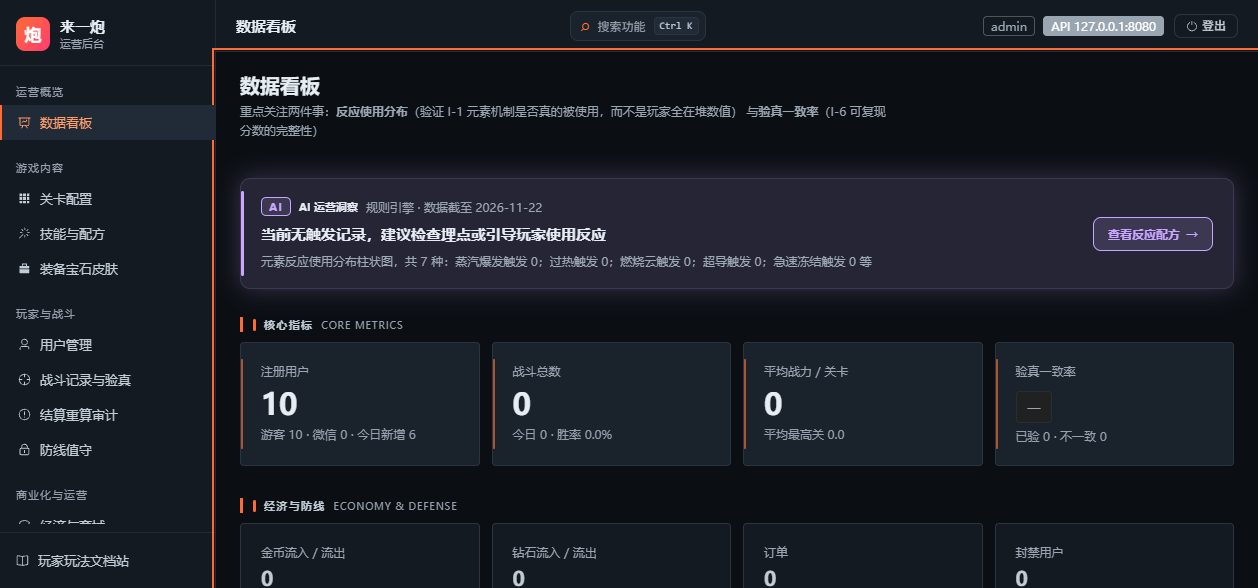 炮
来一炮
运营后台
数据看板
搜索功能 Ctrl K
admin
API 127.0.0.1:8080
登出
运营概览
数据看板
游戏内容
关卡配置
技能与配方
装备宝石皮肤
玩家与战斗
用户管理
战斗记录与验真
结算重算审计
防线值守
商业化与运营
经济与商城
玩家玩法文档站
数据看板
重点关注两件事：反应使用分布（验证 I-1 元素机制是否真的被使用，而不是玩家全在堆数值） 与验真一致率（I-6 可复现
分数的完整性）
AI AI 运营洞察 规则引擎 · 数据截至 2026-11-22
当前无触发记录，建议检查埋点或引导玩家使用反应
元素反应使用分布柱状图，共 7 种：蒸汽爆发触发 0；过热触发 0；燃烧云触发 0；超导触发 0；急速冻结触发 0 等
查看反应配方 →
核心指标 CORE METRICS
注册用户
10
游客 10 · 微信 0 · 今日新增 6
战斗总数
0
今日 0 · 胜率 0.0%
平均战力 / 关卡
0
平均最高关 0.0
验真一致率
—
已验 0 · 不一致 0
经济与防线 ECONOMY & DEFENSE
金币流入 / 流出
0
钻石流入 / 流出
0
订单
0
封禁用户
0